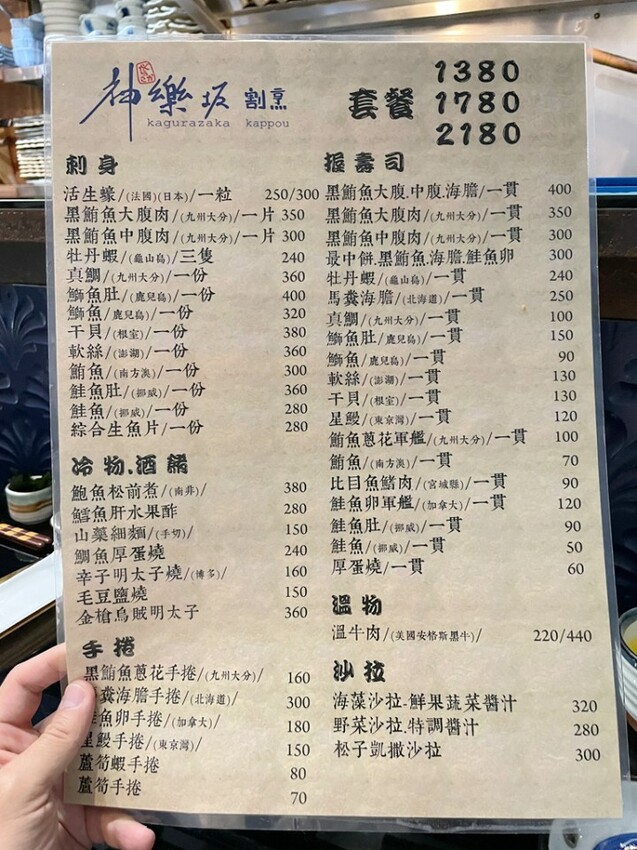 神樂坂 割烹
kagurazaka kappou
套餐
1380
1780
2180
刺身
活生蠔/(法國)(日本)/一粒 250/300
黑鮪魚大腹肉/(九州大分)/一片 350
黑鮪魚中腹肉/(九州大分)/一片 300
牡丹蝦/(龜山島)/三隻 240
真鯛/(九州大分)/一份 360
鰤魚肚/(鹿兒島)/一份 400
鰤魚/(鹿兒島)/一份 320
干貝/(根室)/一份 380
軟絲/(澎湖)/一份 360
鮪魚/(南方澳)/一份 300
鮭魚肚/(挪威)/一份 360
鮭魚/(挪威)/一份 280
綜合生魚片/一份 280
冷物.酒餚
鮑魚松前煮/(南非)/ 380
鱈魚肝水果酢 280
山藥細麵/(手切)/ 150
鯛魚厚蛋燒 240
辛子明太子燒/(博多)/ 160
毛豆鹽燒 150
金槍烏賊明太子 360
手捲
黑鮪魚蔥花手捲/(九州大分)/ 160
糞海膽手捲/(北海道)/ 300
鮭魚卵手捲/(加拿大)/ 180
星鰻手捲/(東京灣)/ 150
蘆筍蝦手捲 80
蘆筍手捲 70
握壽司
黑鮪魚大腹.中腹.海膽/一貫 400
黑鮪魚大腹肉/(九州大分)/一貫 350
黑鮪魚中腹肉/(九州大分)/一貫 300
最中餅.黑鮪魚.海膽.鮭魚卵 300
牡丹蝦/(龜山島)/一貫 240
馬糞海膽/(北海道)/一貫 250
真鯛/(九州大分)/一貫 100
鰤魚肚/(鹿兒島)/一貫 150
鰤魚/(鹿兒島)/一貫 90
軟絲/(澎湖)/一貫 130
干貝/(根室)/一貫 130
星鰻/(東京灣)/一貫 120
鮪魚蔥花軍艦/(九州大分)/一貫 100
鮪魚/(南方澳)/一貫 70
比目魚鰭肉/(宮城縣)/一貫 90
鮭魚卵軍艦/(加拿大)/一貫 120
鮭魚肚/(挪威)/一貫 90
鮭魚/(挪威)/一貫 50
厚蛋燒/一貫 60
溫物
溫牛肉/(美國安格斯黑牛)/ 220/440
沙拉
海藻沙拉-鮮果蔬菜醬汁 320
野菜沙拉.特調醬汁 280
松子凱撒沙拉 300